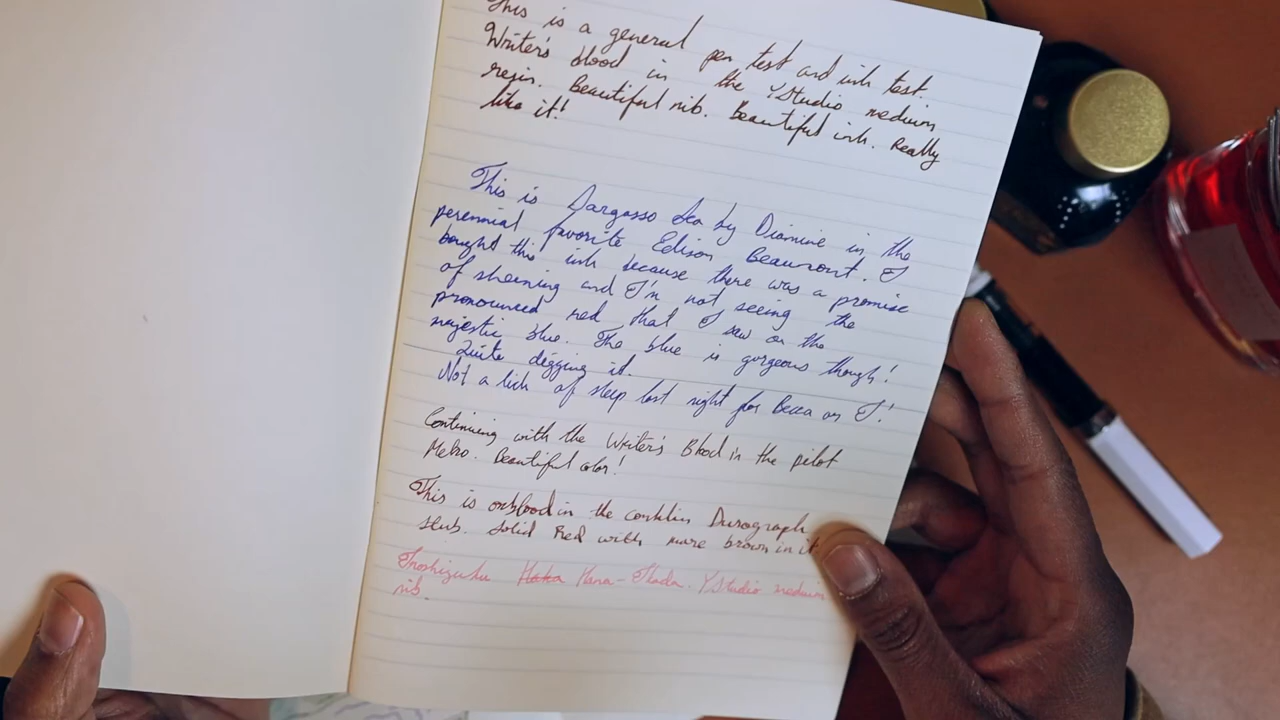 This is a general pen test and ink test.
Writer's blood in the YStudio medium
resin. Beautiful nib. Beautiful ink. Really
like it!
This is Sargasso Sea by Diamine in the
perennial favorite Edison Beaumont. I
bought this ink because there was a promise
of sheening and I'm not seeing the
pronounced red that I saw on the
majestic blue. The blue is gorgeous though!
Quite digging it.
Not a lick of sleep last night for Becca or I!
Continuing with the Writer's Blood in the pilot
Metro. Beautiful color!
This is oxblood in the conklin Duragraph
stub. Solid Red with more brown in it
Hana-Ikada. YStudio medium
nib.